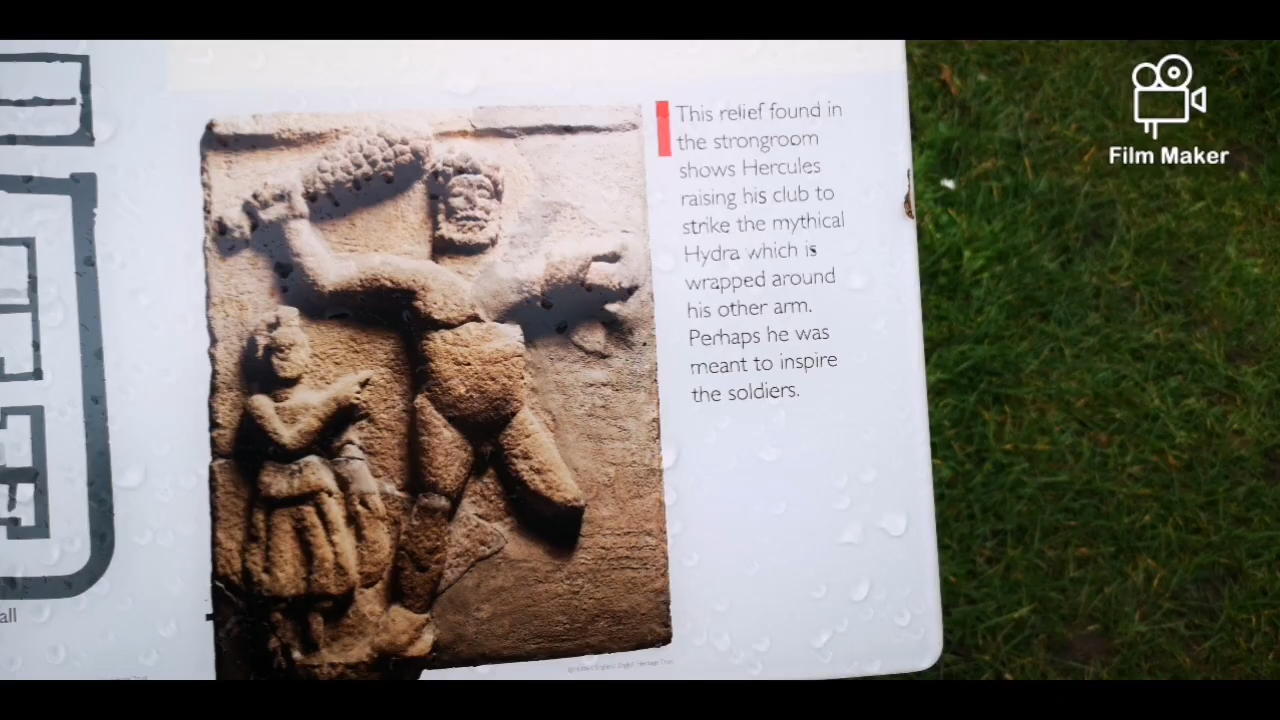 This relief found in
the strongroom
shows Hercules
raising his club to
strike the mythical
Hydra which is
wrapped around
his other arm.
Perhaps he was
meant to inspire
the soldiers.
Film Maker
all